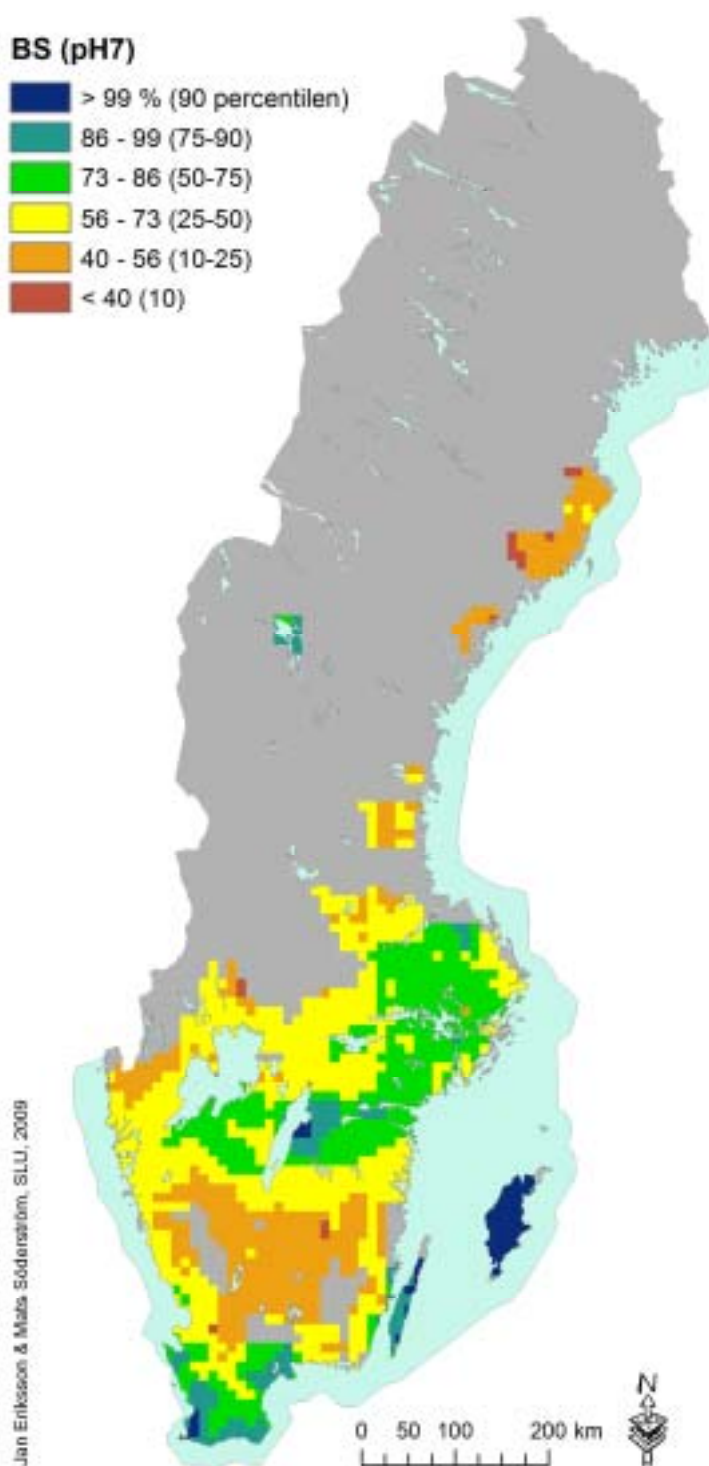 BS (pH7)
> 99 % (90 percentilen)
86 - 99 (75-90)
73 - 86 (50-75)
56 - 73 (25-50)
40 - 56 (10-25)
< 40 (10)
Jan Eriksson & Mats Söderström, SLU, 2009
N
0 50 100 200 km